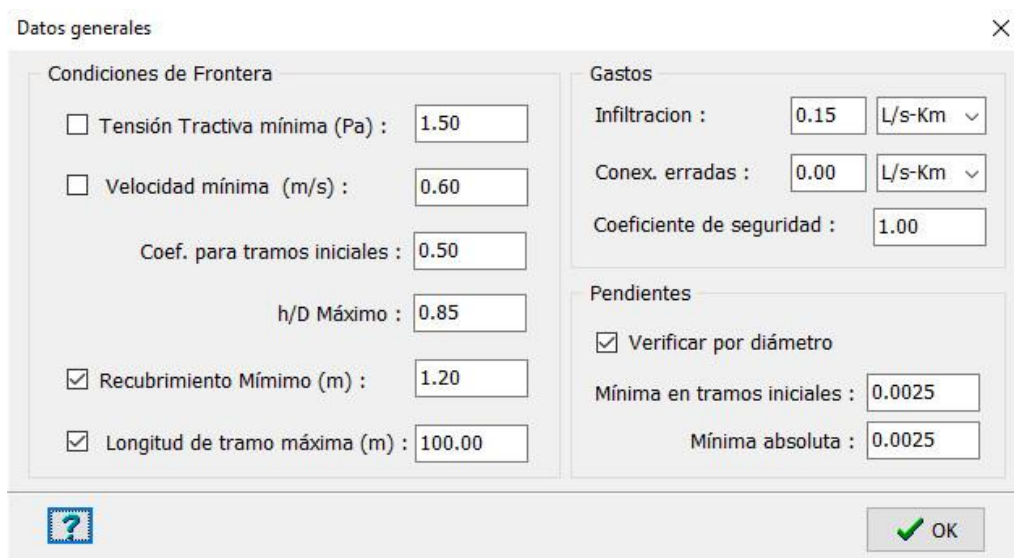 Datos generales
Condiciones de Frontera
Tensión Tractiva mínima (Pa) : 1.50
Velocidad mínima (m/s) : 0.60
Coef. para tramos iniciales : 0.50
h/D Máximo : 0.85
Recubrimiento Mímimo (m) : 1.20
Longitud de tramo máxima (m) : 100.00
Gastos
Infiltracion : 0.15 L/s-Km
Conex. erradas : 0.00 L/s-Km
Coeficiente de seguridad : 1.00
Pendientes
Verificar por diámetro
Mínima en tramos iniciales : 0.0025
Mínima absoluta : 0.0025
?
OK